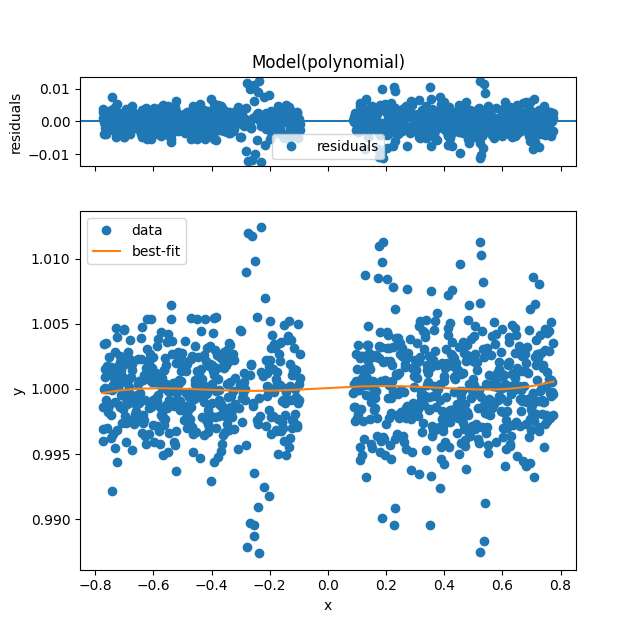 Model(polynomial)
0.01
0.00
−0.01
residuals
residuals
data
best-fit
1.010
1.005
1.000
0.995
0.990
y
−0.8 −0.6 −0.4 −0.2 0.0 0.2 0.4 0.6 0.8
x